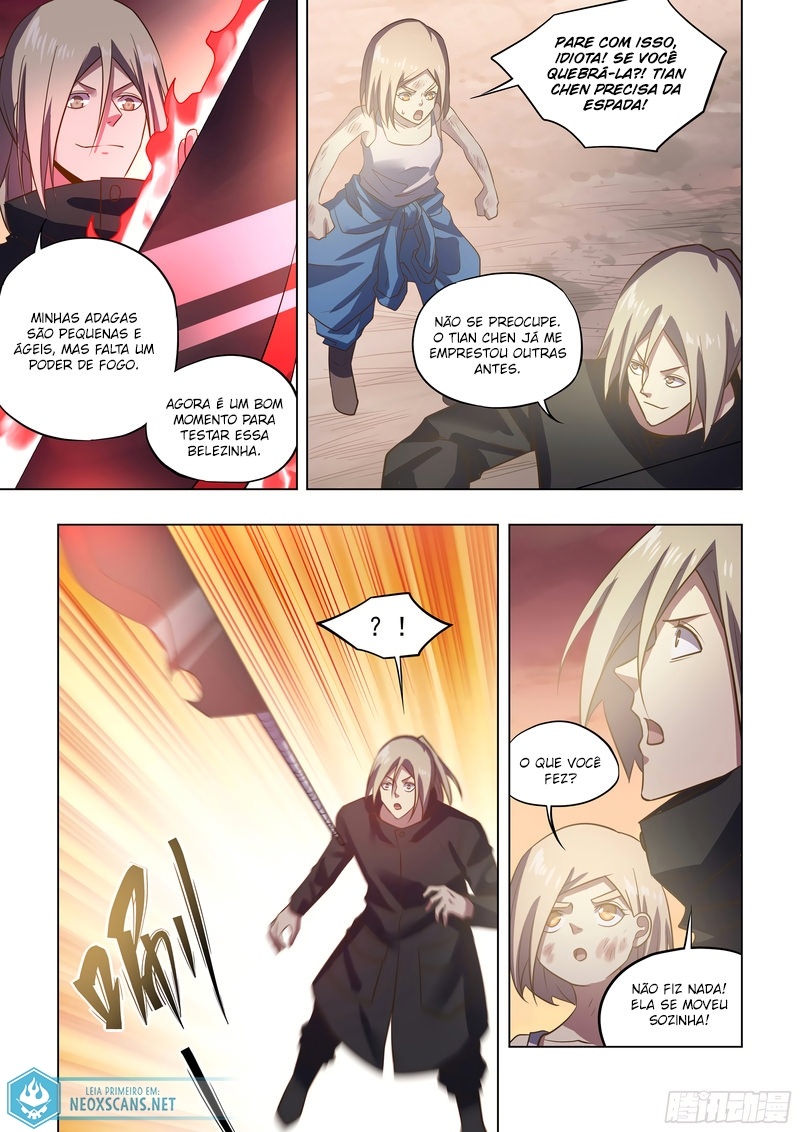 MINHAS ADAGAS
SÃO PEQUENAS E
ÁGEIS, MAS FALTA UM
PODER DE FOGO.
AGORA É UM BOM
MOMENTO PARA
TESTAR ESSA
BELEZINHA.
PARE COM ISSO,
IDIOTA! SE VOCÊ
QUEBRÁ-LA?! TIAN
CHEN PRECISA DA
ESPADA!
NÃO SE PREOCUPE.
O TIAN CHEN JÁ ME
EMPRESTOU OUTRAS
ANTES.
? !
O QUE VOCÊ
FEZ?
NÃO FIZ NADA!
ELA SE MOVEU
SOZINHA!
LEIA PRIMEIRO EM:
NEOXSCANS.NET
腾讯动漫